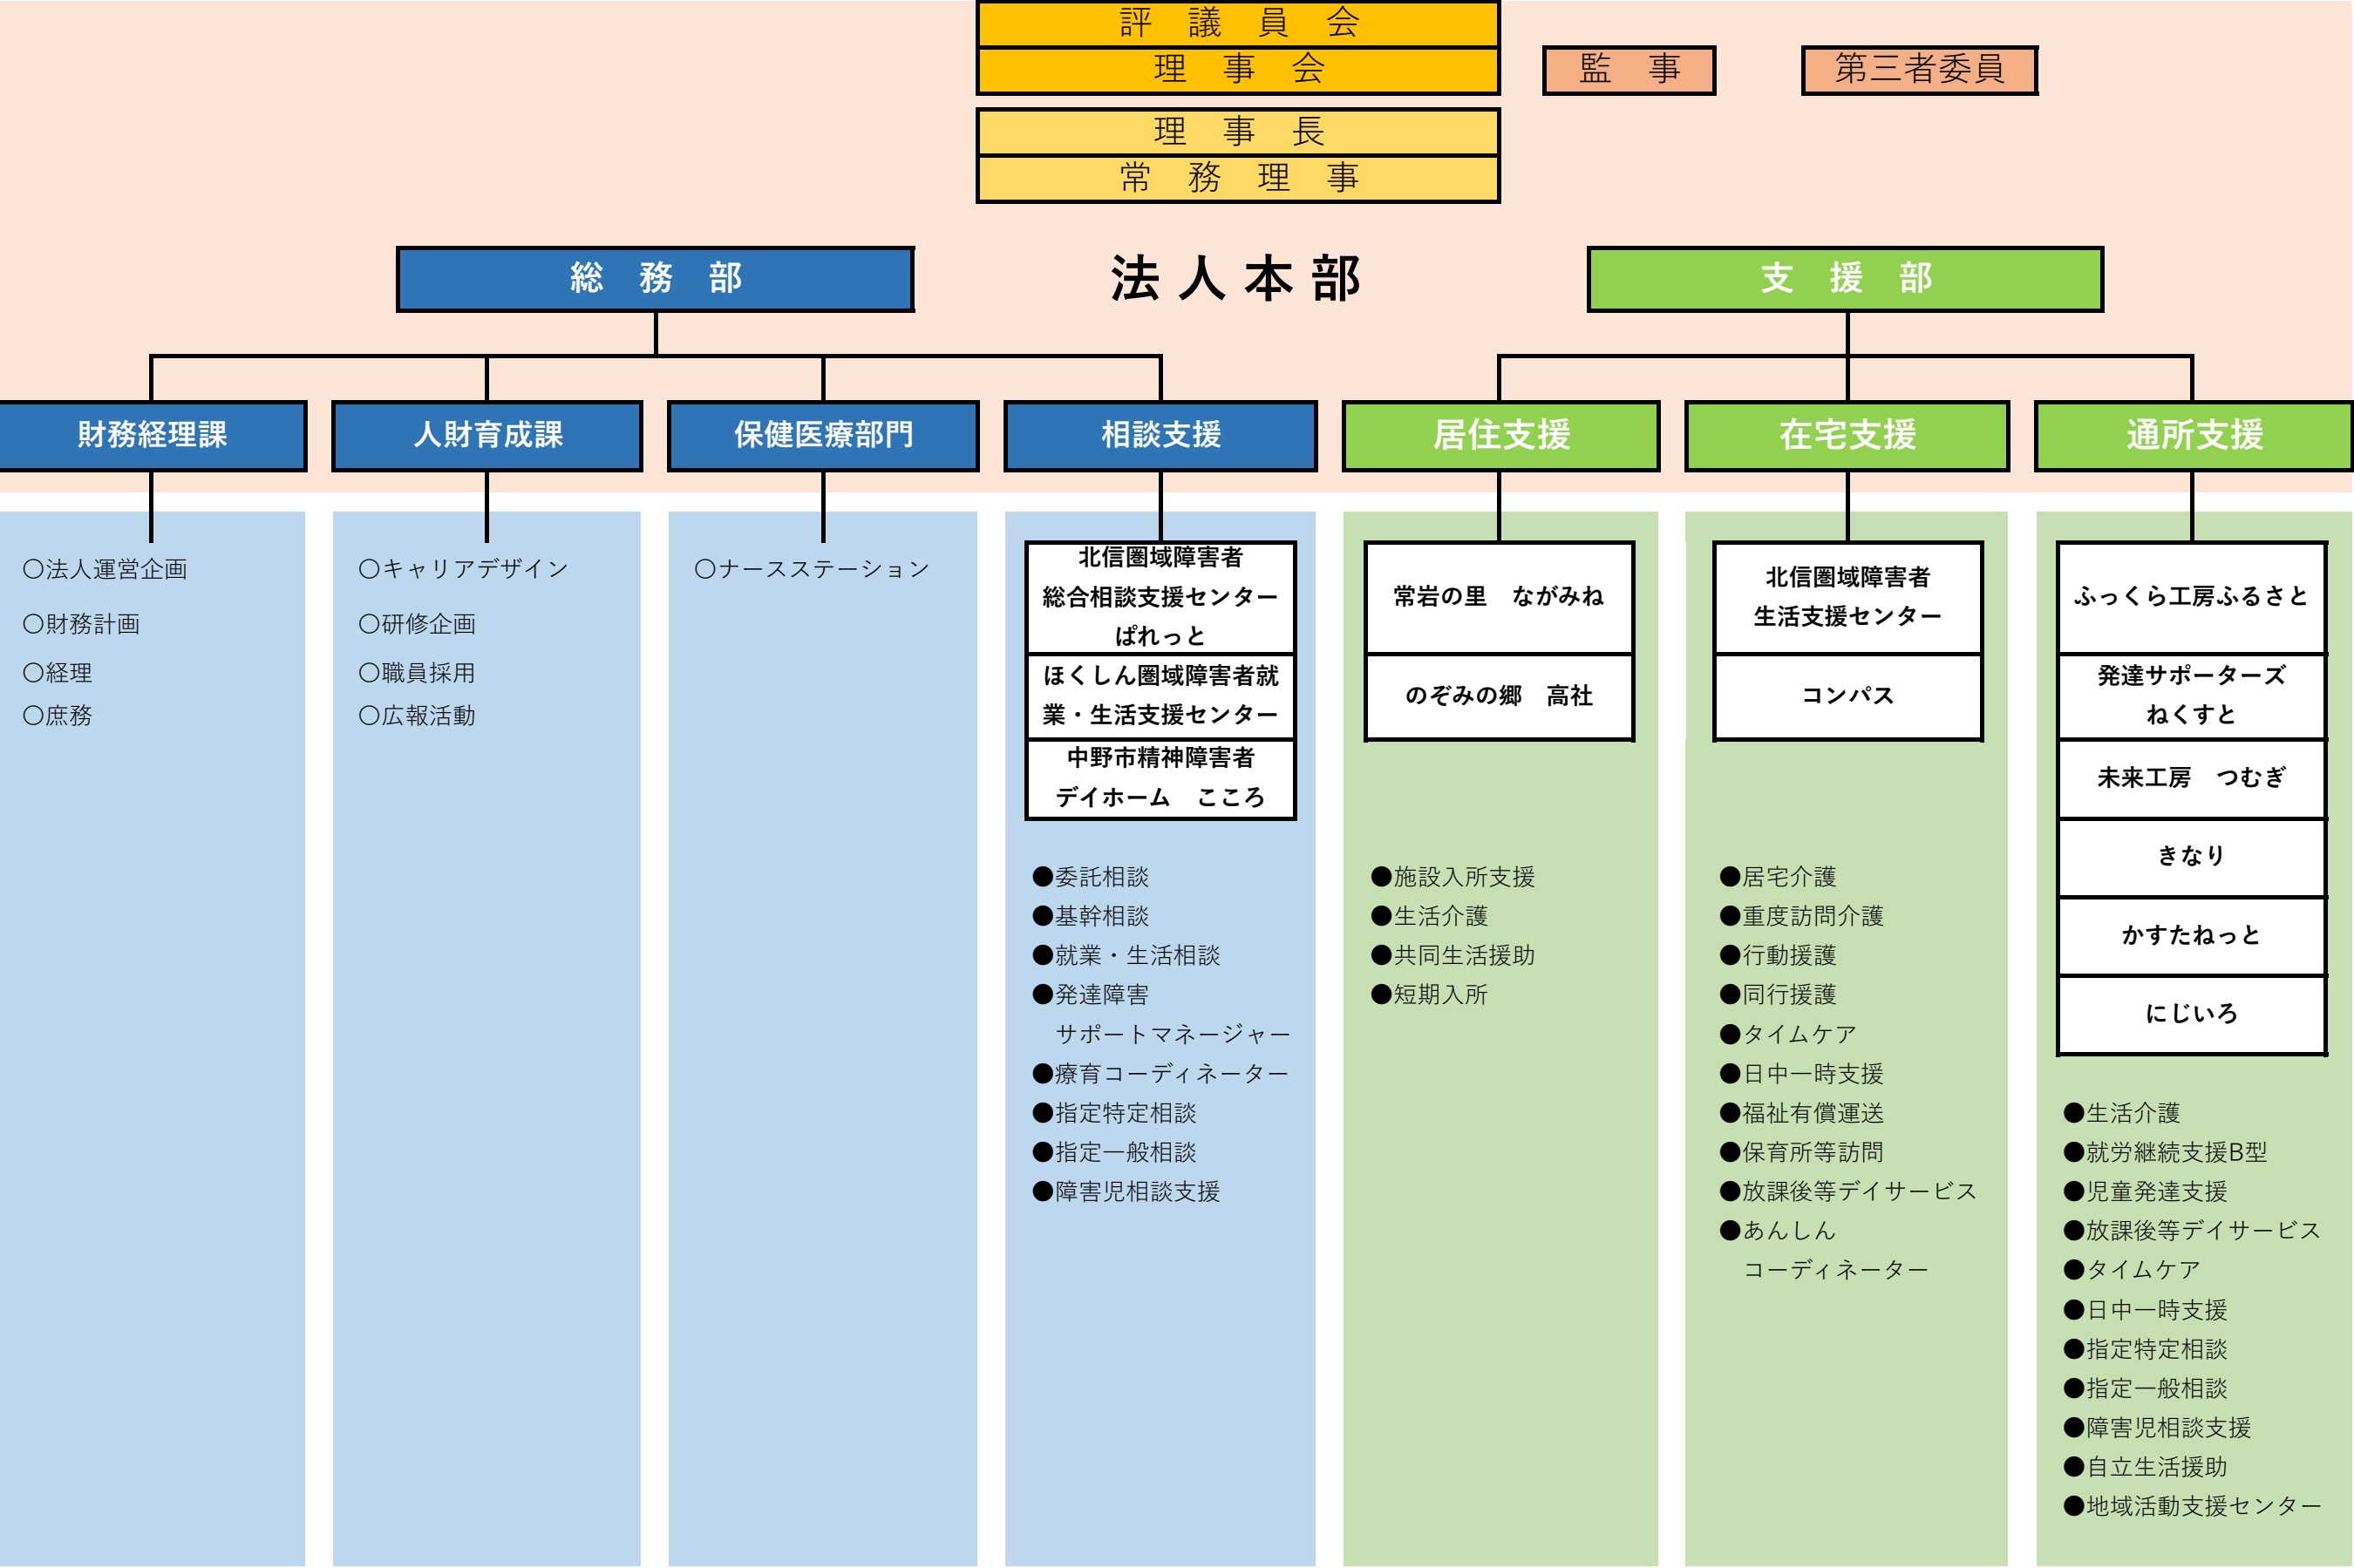 評　議　員　会
理　事　会
監　事
第三者委員
理　事　長
常　務　理　事
総　務　部
法人本部
支　援　部
財務経理課
人財育成課
保健医療部門
相談支援
居住支援
在宅支援
通所支援
〇法人運営企画
〇財務計画
〇経理
〇庶務
〇キャリアデザイン
〇研修企画
〇職員採用
〇広報活動
〇ナースステーション
北信圏域障害者
総合相談支援センター
ぱれっと
ほくしん圏域障害者就
業・生活支援センター
中野市精神障害者
デイホーム　こころ
●委託相談
●基幹相談
●就業・生活相談
●発達障害
サポートマネージャー
●療育コーディネーター
●指定特定相談
●指定一般相談
●障害児相談支援
常岩の里　ながみね
のぞみの郷　高社
●施設入所支援
●生活介護
●共同生活援助
●短期入所
北信圏域障害者
生活支援センター
コンパス
●居宅介護
●重度訪問介護
●行動援護
●同行援護
●タイムケア
●日中一時支援
●福祉有償運送
●保育所等訪問
●放課後等デイサービス
●あんしん
コーディネーター
ふっくら工房ふるさと
発達サポーターズ
ねくすと
未来工房　つむぎ
きなり
かすたねっと
にじいろ
●生活介護
●就労継続支援B型
●児童発達支援
●放課後等デイサービス
●タイムケア
●日中一時支援
●指定特定相談
●指定一般相談
●障害児相談支援
●自立生活援助
●地域活動支援センター